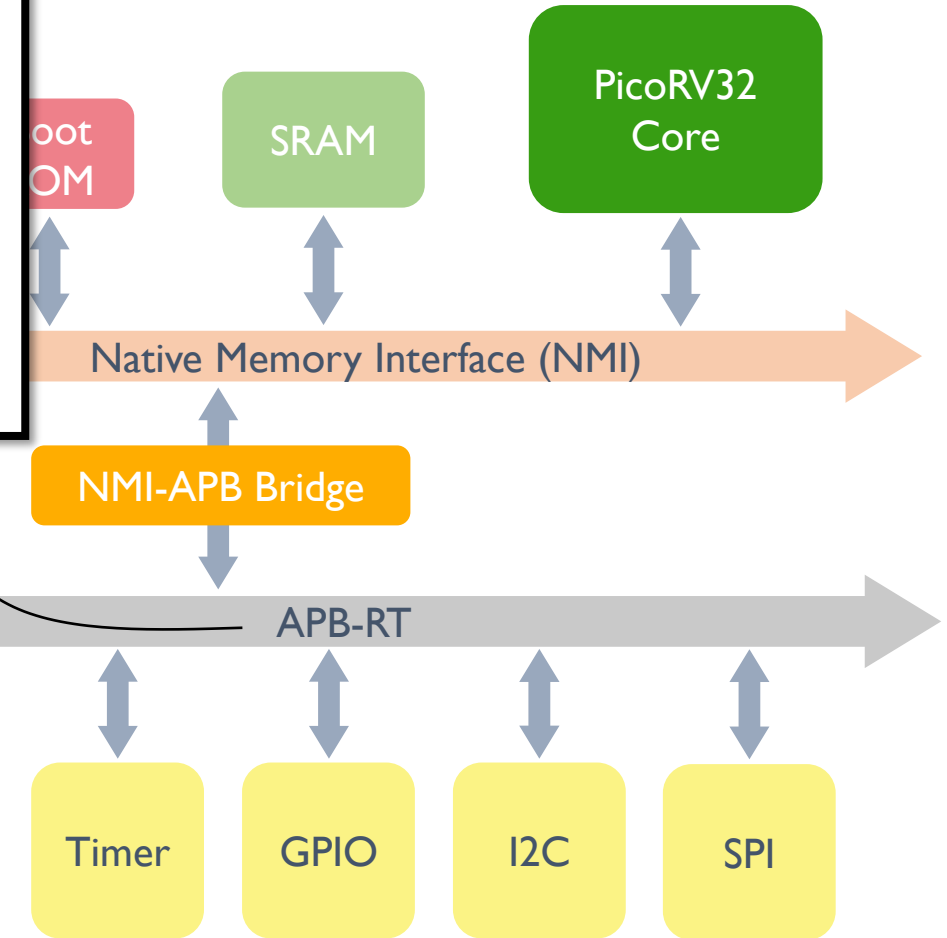 PicoRV32
Core
SRAM
oot
OM
Native Memory Interface (NMI)
NMI-APB Bridge
APB-RT
Timer
GPIO
I2C
SPI